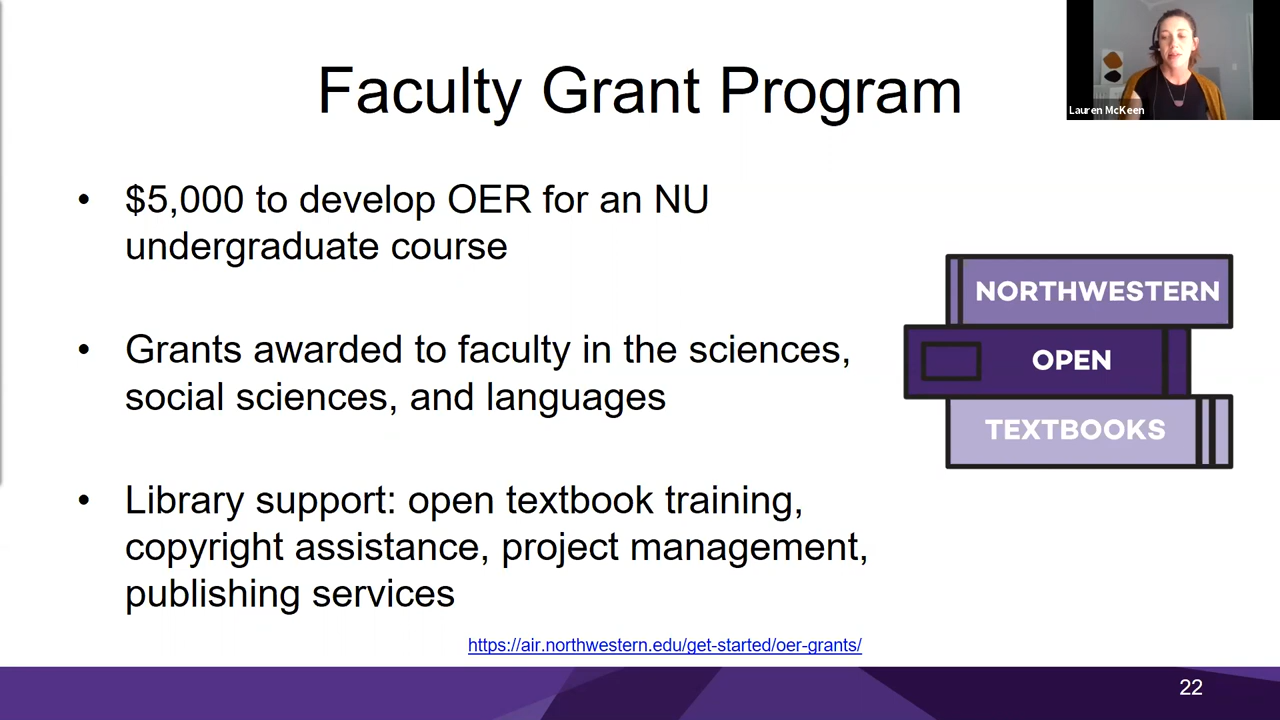 Faculty Grant Program
Lauren McKeen
• $5,000 to develop OER for an NU
undergraduate course
• Grants awarded to faculty in the sciences,
social sciences, and languages
• Library support: open textbook training,
copyright assistance, project management,
publishing services
NORTHWESTERN
OPEN
TEXTBOOKS
https://air.northwestern.edu/get-started/oer-grants/
22